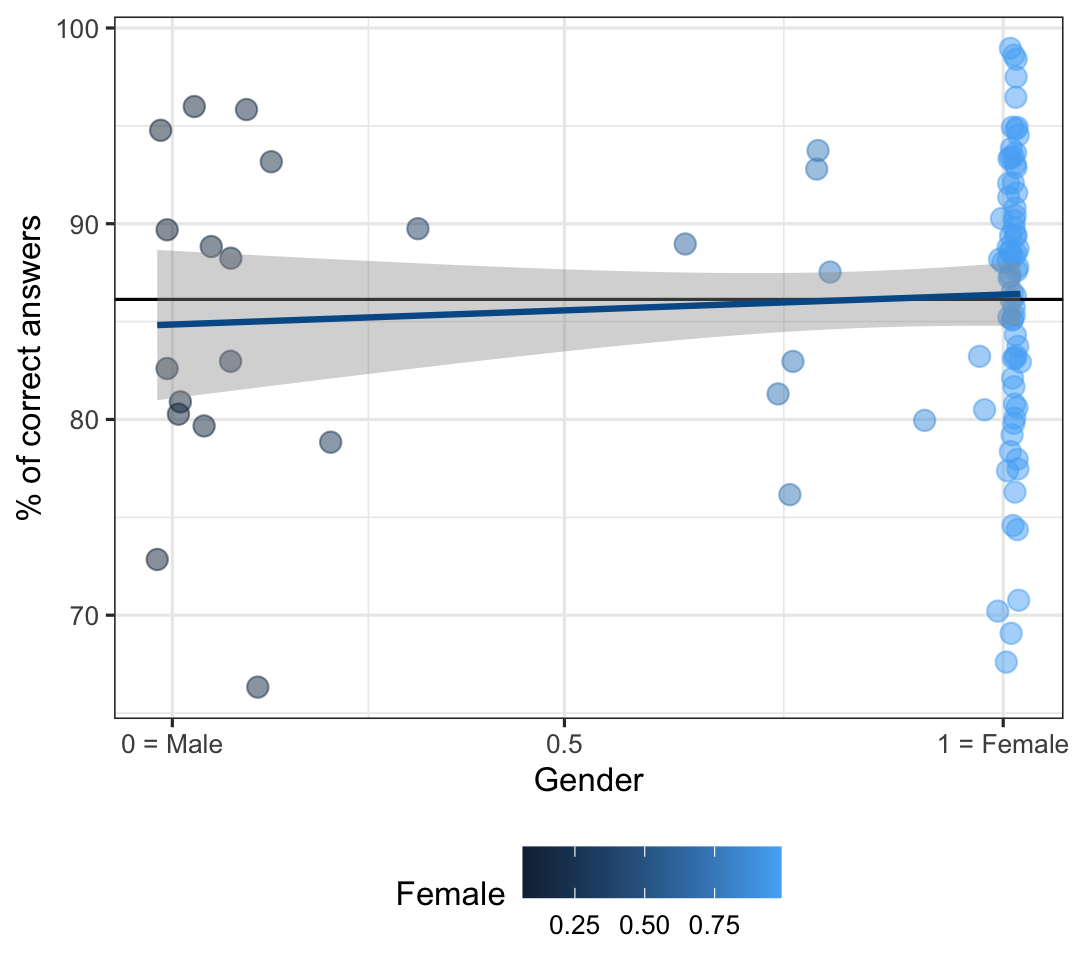 % of correct answers
100
90
80
70
0 = Male 0.5 1 = Female
Gender
Female
0.25 0.50 0.75